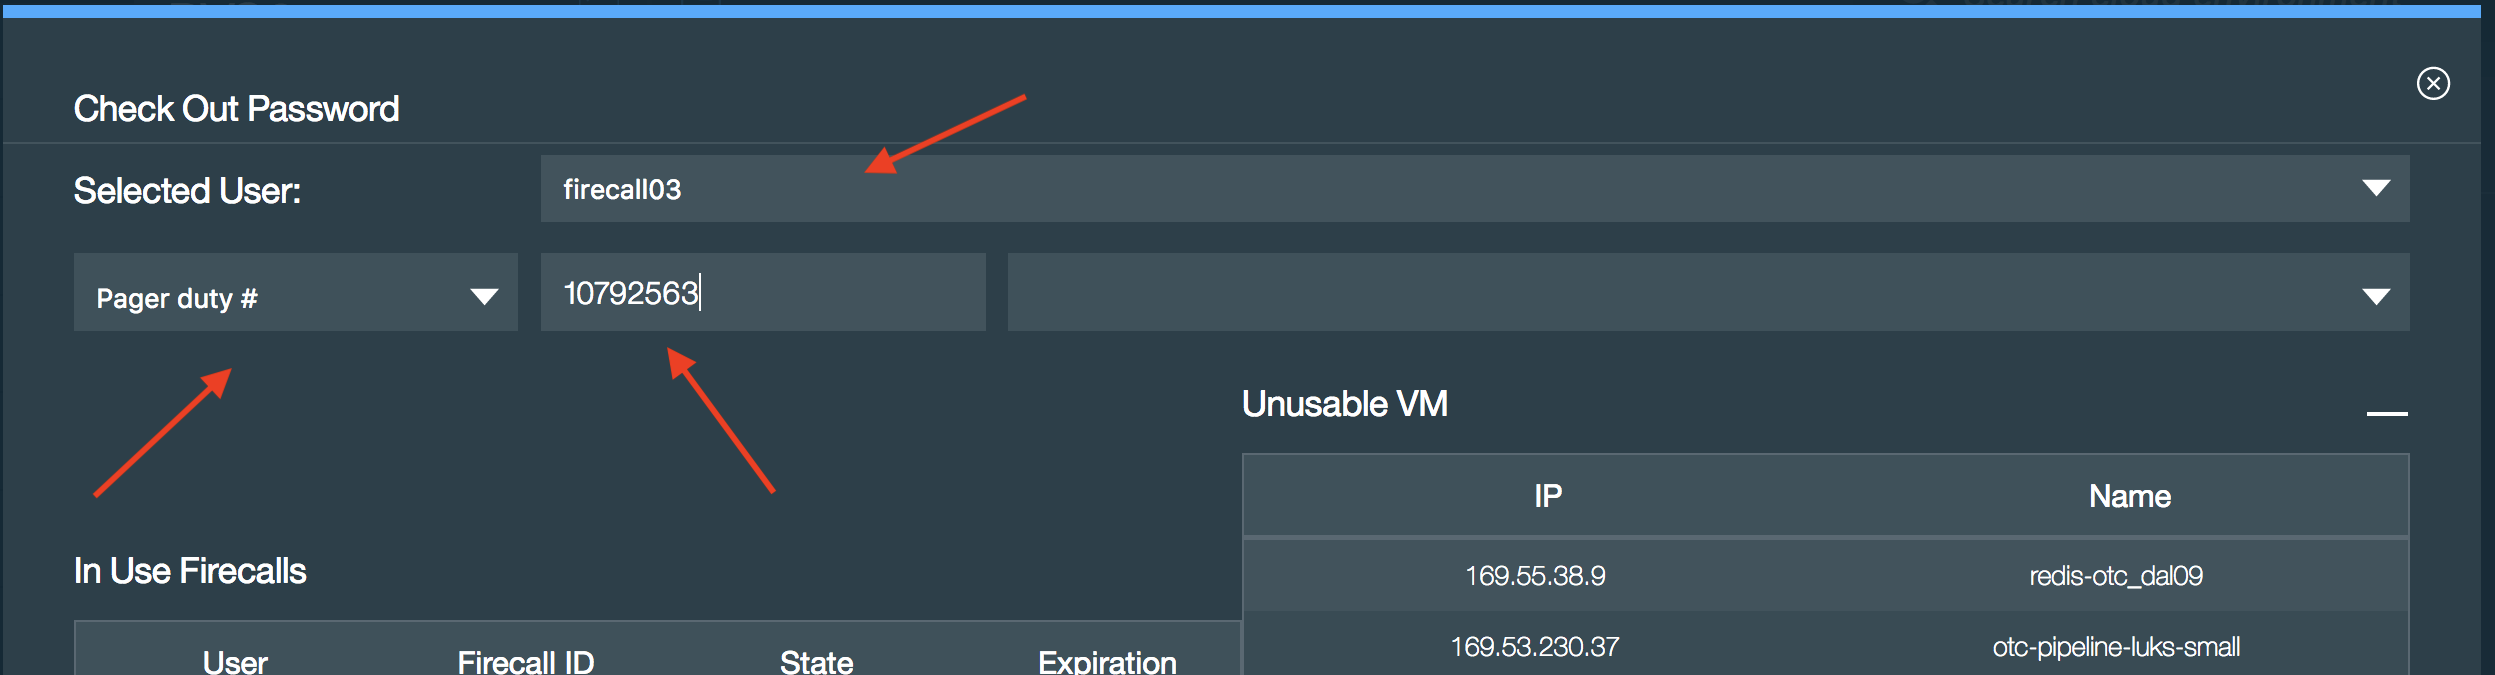 Check Out Password
Selected User:
firecall03
Pager duty #
10792563
Unusable VM
IP Name
169.55.38.9 redis-otc_dal09
169.53.230.37 otc-pipeline-luks-small
In Use Firecalls
User Firecall ID State Expiration